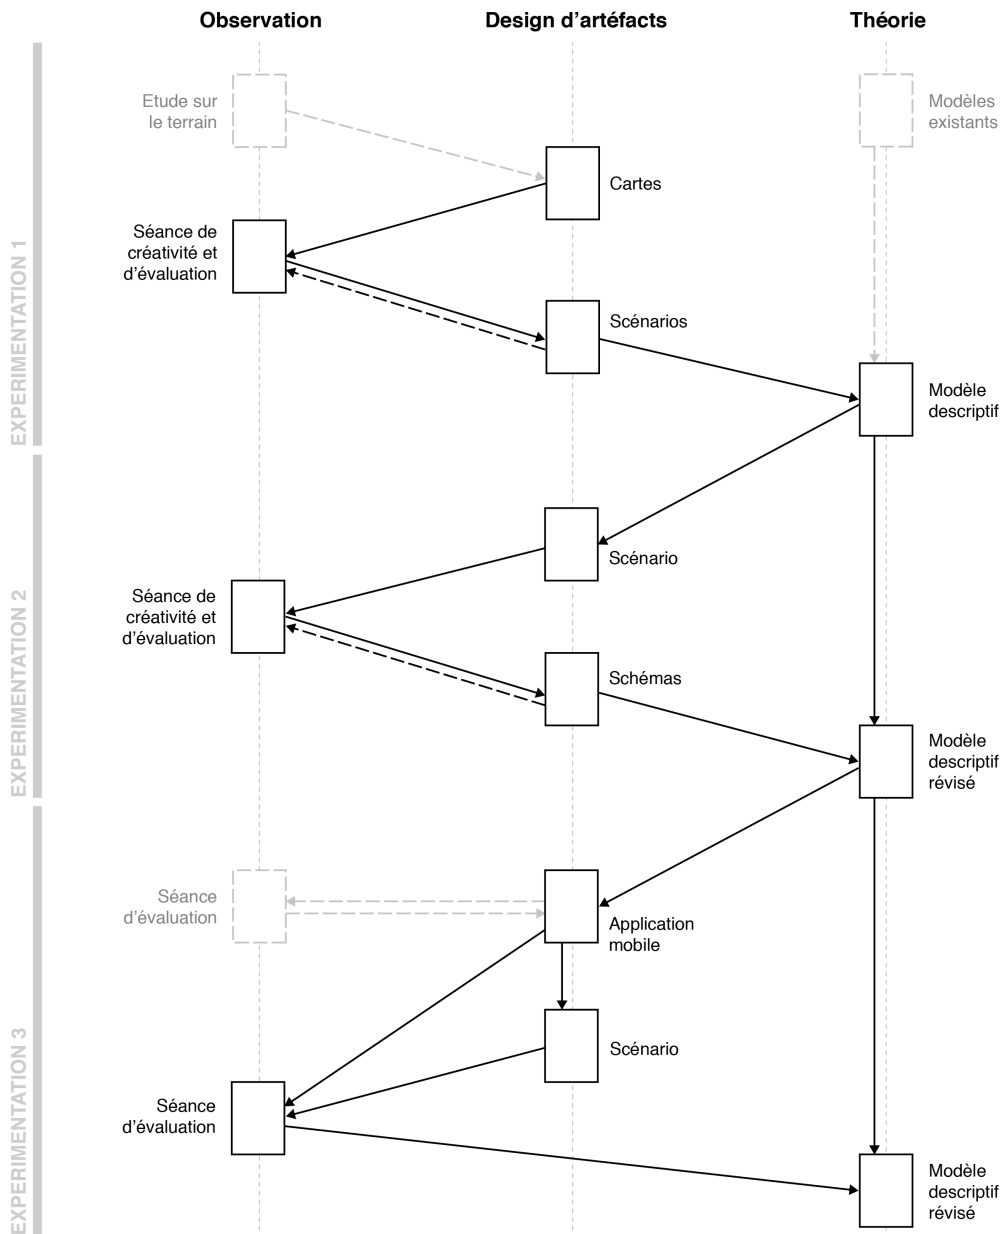 Observation
Design d’artéfacts
Théorie
EXPERIMENTATION 1
Etude sur
le terrain
Modèles
existants
Cartes
Séance de
créativité et
d’évaluation
Scénarios
Modèle
descriptif
EXPERIMENTATION 2
Scénario
Séance de
créativité et
d’évaluation
Schémas
Modèle
descriptif
révisé
EXPERIMENTATION 3
Séance
d’évaluation
Application
mobile
Scénario
Séance
d’évaluation
Modèle
descriptif
révisé